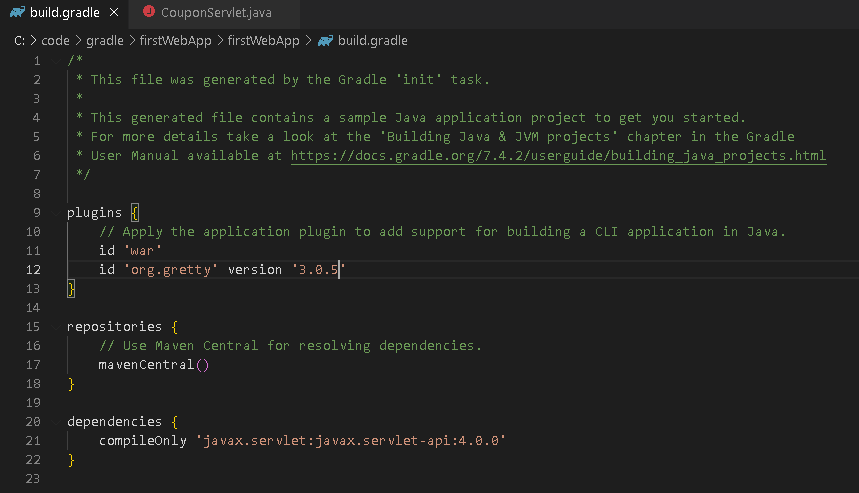 build.gradle × CouponServlet.java
C: > code > gradle > firstWebApp > firstWebApp > build.gradle
1 /*
2 * This file was generated by the Gradle 'init' task.
3 *
4 * This generated file contains a sample Java application project to get you started.
5 * For more details take a look at the 'Building Java & JVM projects' chapter in the Gradle
6 * User Manual available at https://docs.gradle.org/7.4.2/userguide/building_java_projects.html
7 */
8
9 plugins {
10 // Apply the application plugin to add support for building a CLI application in Java.
11 id 'war'
12 id 'org.gretty' version '3.0.5'
13 }
14
15 repositories {
16 // Use Maven Central for resolving dependencies.
17 mavenCentral()
18 }
19
20 dependencies {
21 compileOnly 'javax.servlet:javax.servlet-api:4.0.0'
22 }
23